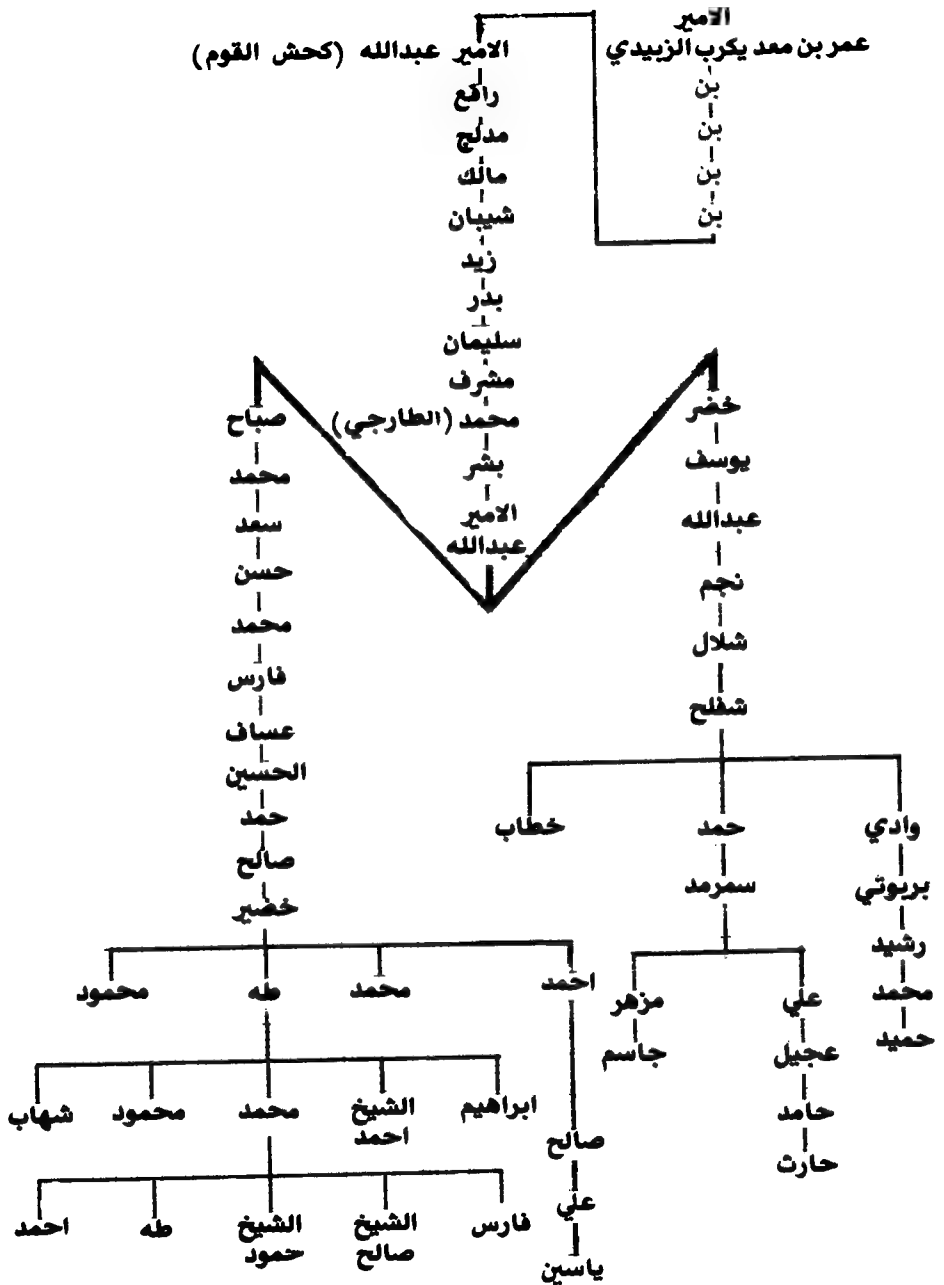 الامير
عمر بن معد يكرب الزبيدي
بن
بن
بن
بن
الامير عبدالله (كحش القوم)
رافع
مدلج
مالك
شيبان
زيد
بدر
سليمان
مشرف
محمد (الطارجي)
بشر
الامير
عبدالله
خضر
يوسف
عبدالله
نجم
شلال
شفلح
وادي
حمد
خطاب
بربوتي
سمرمد
رشيد
محمد
حميد
علي
مزهر
عجيل
جاسم
حامد
حارث
صباح
محمد
سعد
حسن
محمد
فارس
عساف
الحسين
حمد
صالح
خضير
احمد
محمد
طه
محمود
صالح
علي
ياسين
ابراهيم
الشيخ
احمد
محمد
محمود
شهاب
فارس
الشيخ
صالح
الشيخ
حمود
طه
احمد